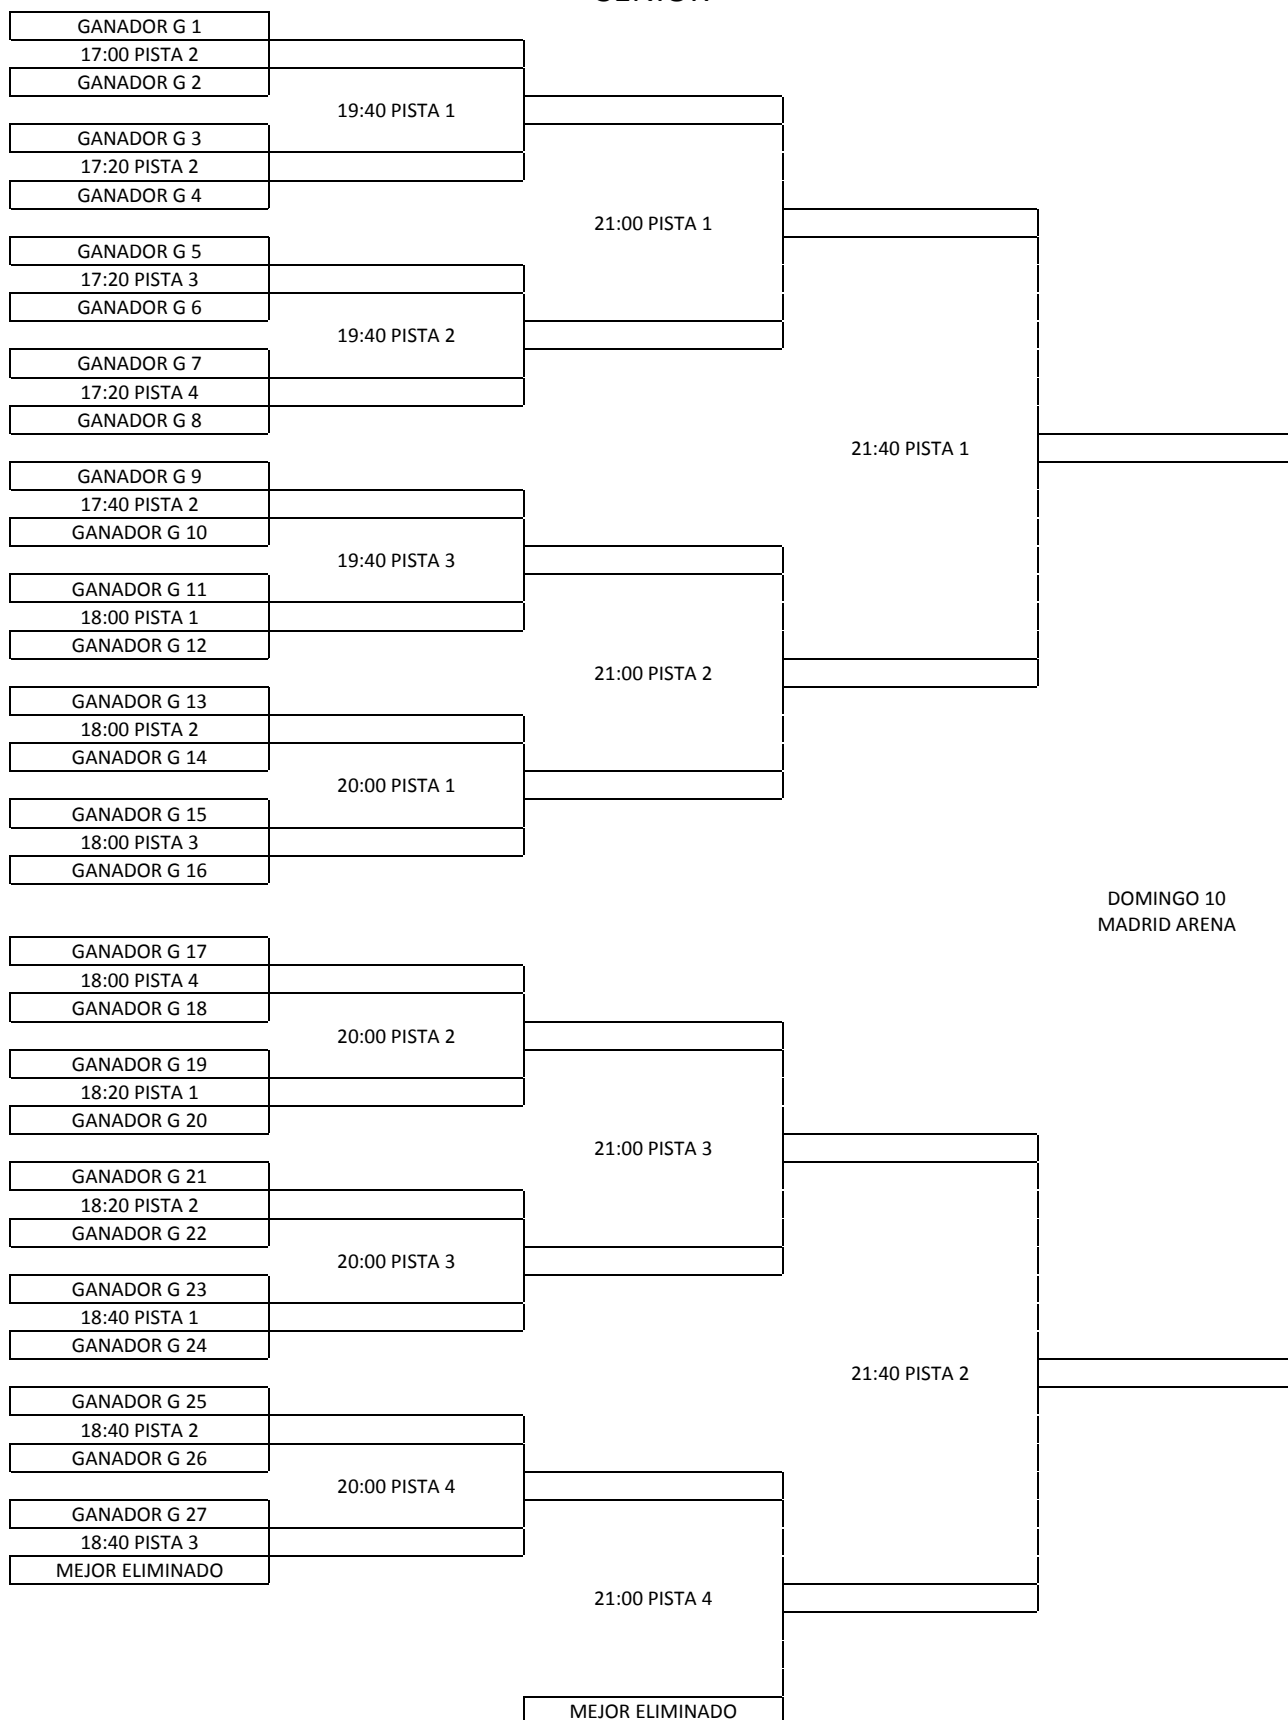 GANADOR G 1
17:00 PISTA 2
GANADOR G 2
19:40 PISTA 1
GANADOR G 3
17:20 PISTA 2
GANADOR G 4
21:00 PISTA 1
GANADOR G 5
17:20 PISTA 3
GANADOR G 6
19:40 PISTA 2
GANADOR G 7
17:20 PISTA 4
GANADOR G 8
21:40 PISTA 1
GANADOR G 9
17:40 PISTA 2
GANADOR G 10
19:40 PISTA 3
GANADOR G 11
18:00 PISTA 1
GANADOR G 12
21:00 PISTA 2
GANADOR G 13
18:00 PISTA 2
GANADOR G 14
20:00 PISTA 1
GANADOR G 15
18:00 PISTA 3
GANADOR G 16
DOMINGO 10
MADRID ARENA
GANADOR G 17
18:00 PISTA 4
GANADOR G 18
20:00 PISTA 2
GANADOR G 19
18:20 PISTA 1
GANADOR G 20
21:00 PISTA 3
GANADOR G 21
18:20 PISTA 2
GANADOR G 22
20:00 PISTA 3
GANADOR G 23
18:40 PISTA 1
GANADOR G 24
21:40 PISTA 2
GANADOR G 25
18:40 PISTA 2
GANADOR G 26
20:00 PISTA 4
GANADOR G 27
18:40 PISTA 3
MEJOR ELIMINADO
21:00 PISTA 4
MEJOR ELIMINADO